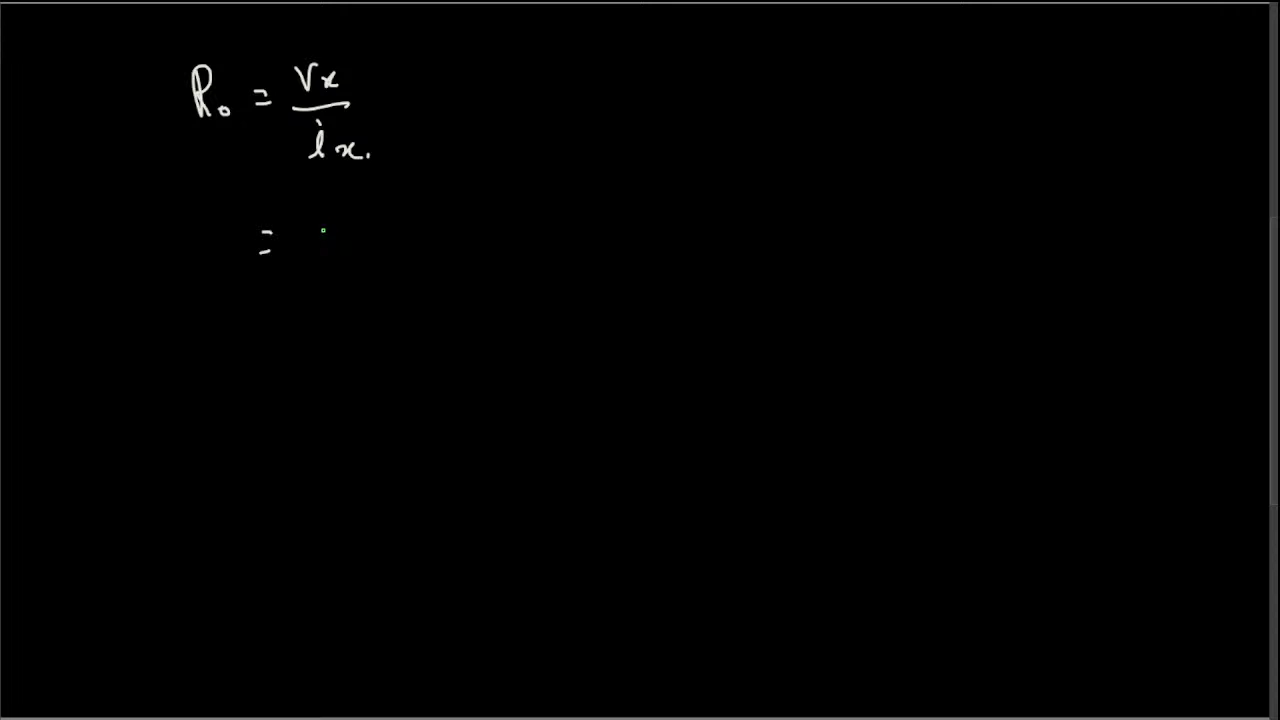 R₀ = Vx / ix.
=